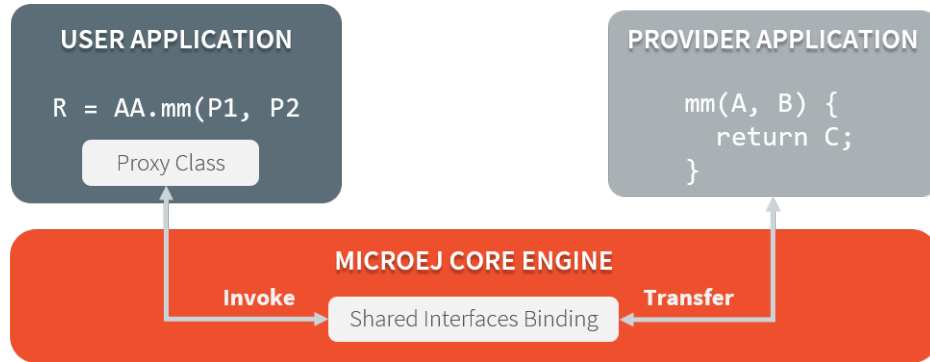 USER APPLICATION
R = AA.mm(P1, P2
Proxy Class
PROVIDER APPLICATION
mm(A, B) {
return C;
}
MICROEJ CORE ENGINE
Invoke
Shared Interfaces Binding
Transfer